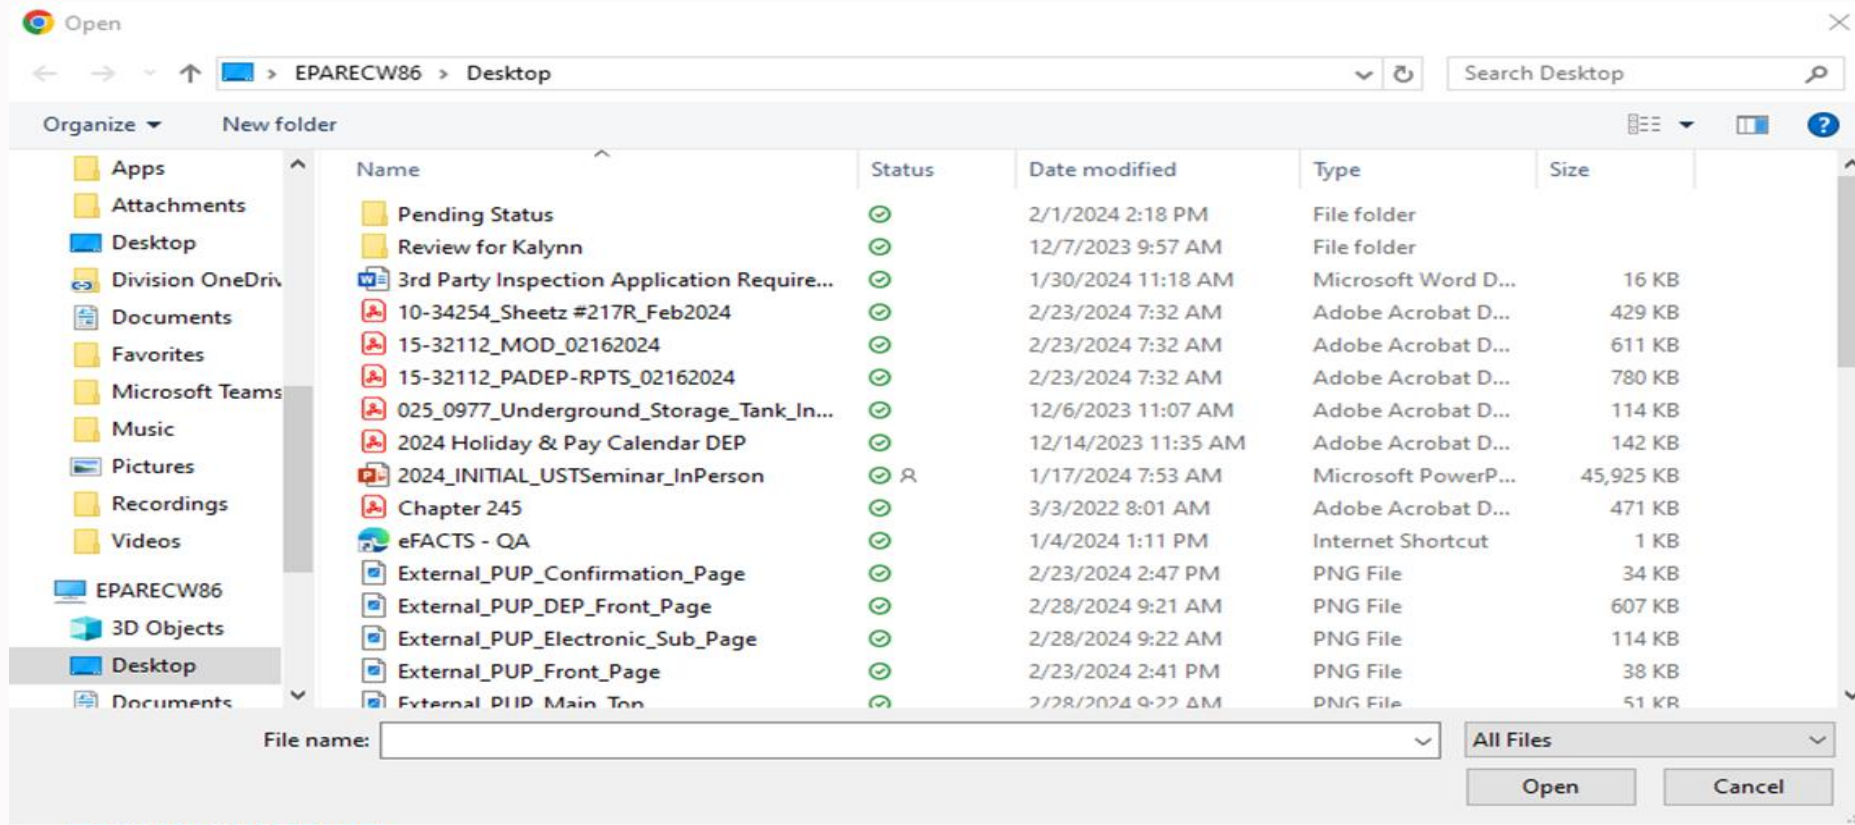 Open
EPARECW86 > Desktop
Search Desktop
Organize
New folder
Apps
Attachments
Desktop
Division OneDriv
Documents
Favorites
Microsoft Teams
Music
Pictures
Recordings
Videos
EPARECW86
3D Objects
Desktop
Documents
Name Status Date modified Type Size
Pending Status 2/1/2024 2:18 PM File folder
Review for Kalynn 12/7/2023 9:57 AM File folder
3rd Party Inspection Application Require... 1/30/2024 11:18 AM Microsoft Word D... 16 KB
10-34254_Sheetz #217R_Feb2024 2/23/2024 7:32 AM Adobe Acrobat D... 429 KB
15-32112_MOD_02162024 2/23/2024 7:32 AM Adobe Acrobat D... 611 KB
15-32112_PADEP-RPTS_02162024 2/23/2024 7:32 AM Adobe Acrobat D... 780 KB
025_0977_Underground_Storage_Tank_In... 12/6/2023 11:07 AM Adobe Acrobat D... 114 KB
2024 Holiday & Pay Calendar DEP 12/14/2023 11:35 AM Adobe Acrobat D... 142 KB
2024_INITIAL_USTSeminar_InPerson 1/17/2024 7:53 AM Microsoft PowerP... 45,925 KB
Chapter 245 3/3/2022 8:01 AM Adobe Acrobat D... 471 KB
eFACTS - QA 1/4/2024 1:11 PM Internet Shortcut 1 KB
External_PUP_Confirmation_Page 2/23/2024 2:47 PM PNG File 34 KB
External_PUP_DEP_Front_Page 2/28/2024 9:21 AM PNG File 607 KB
External_PUP_Electronic_Sub_Page 2/28/2024 9:22 AM PNG File 114 KB
External_PUP_Front_Page 2/23/2024 2:41 PM PNG File 38 KB
External_PUP_Main_Top 2/28/2024 9:22 AM PNG File 51 KB
File name:
All Files
Open
Cancel